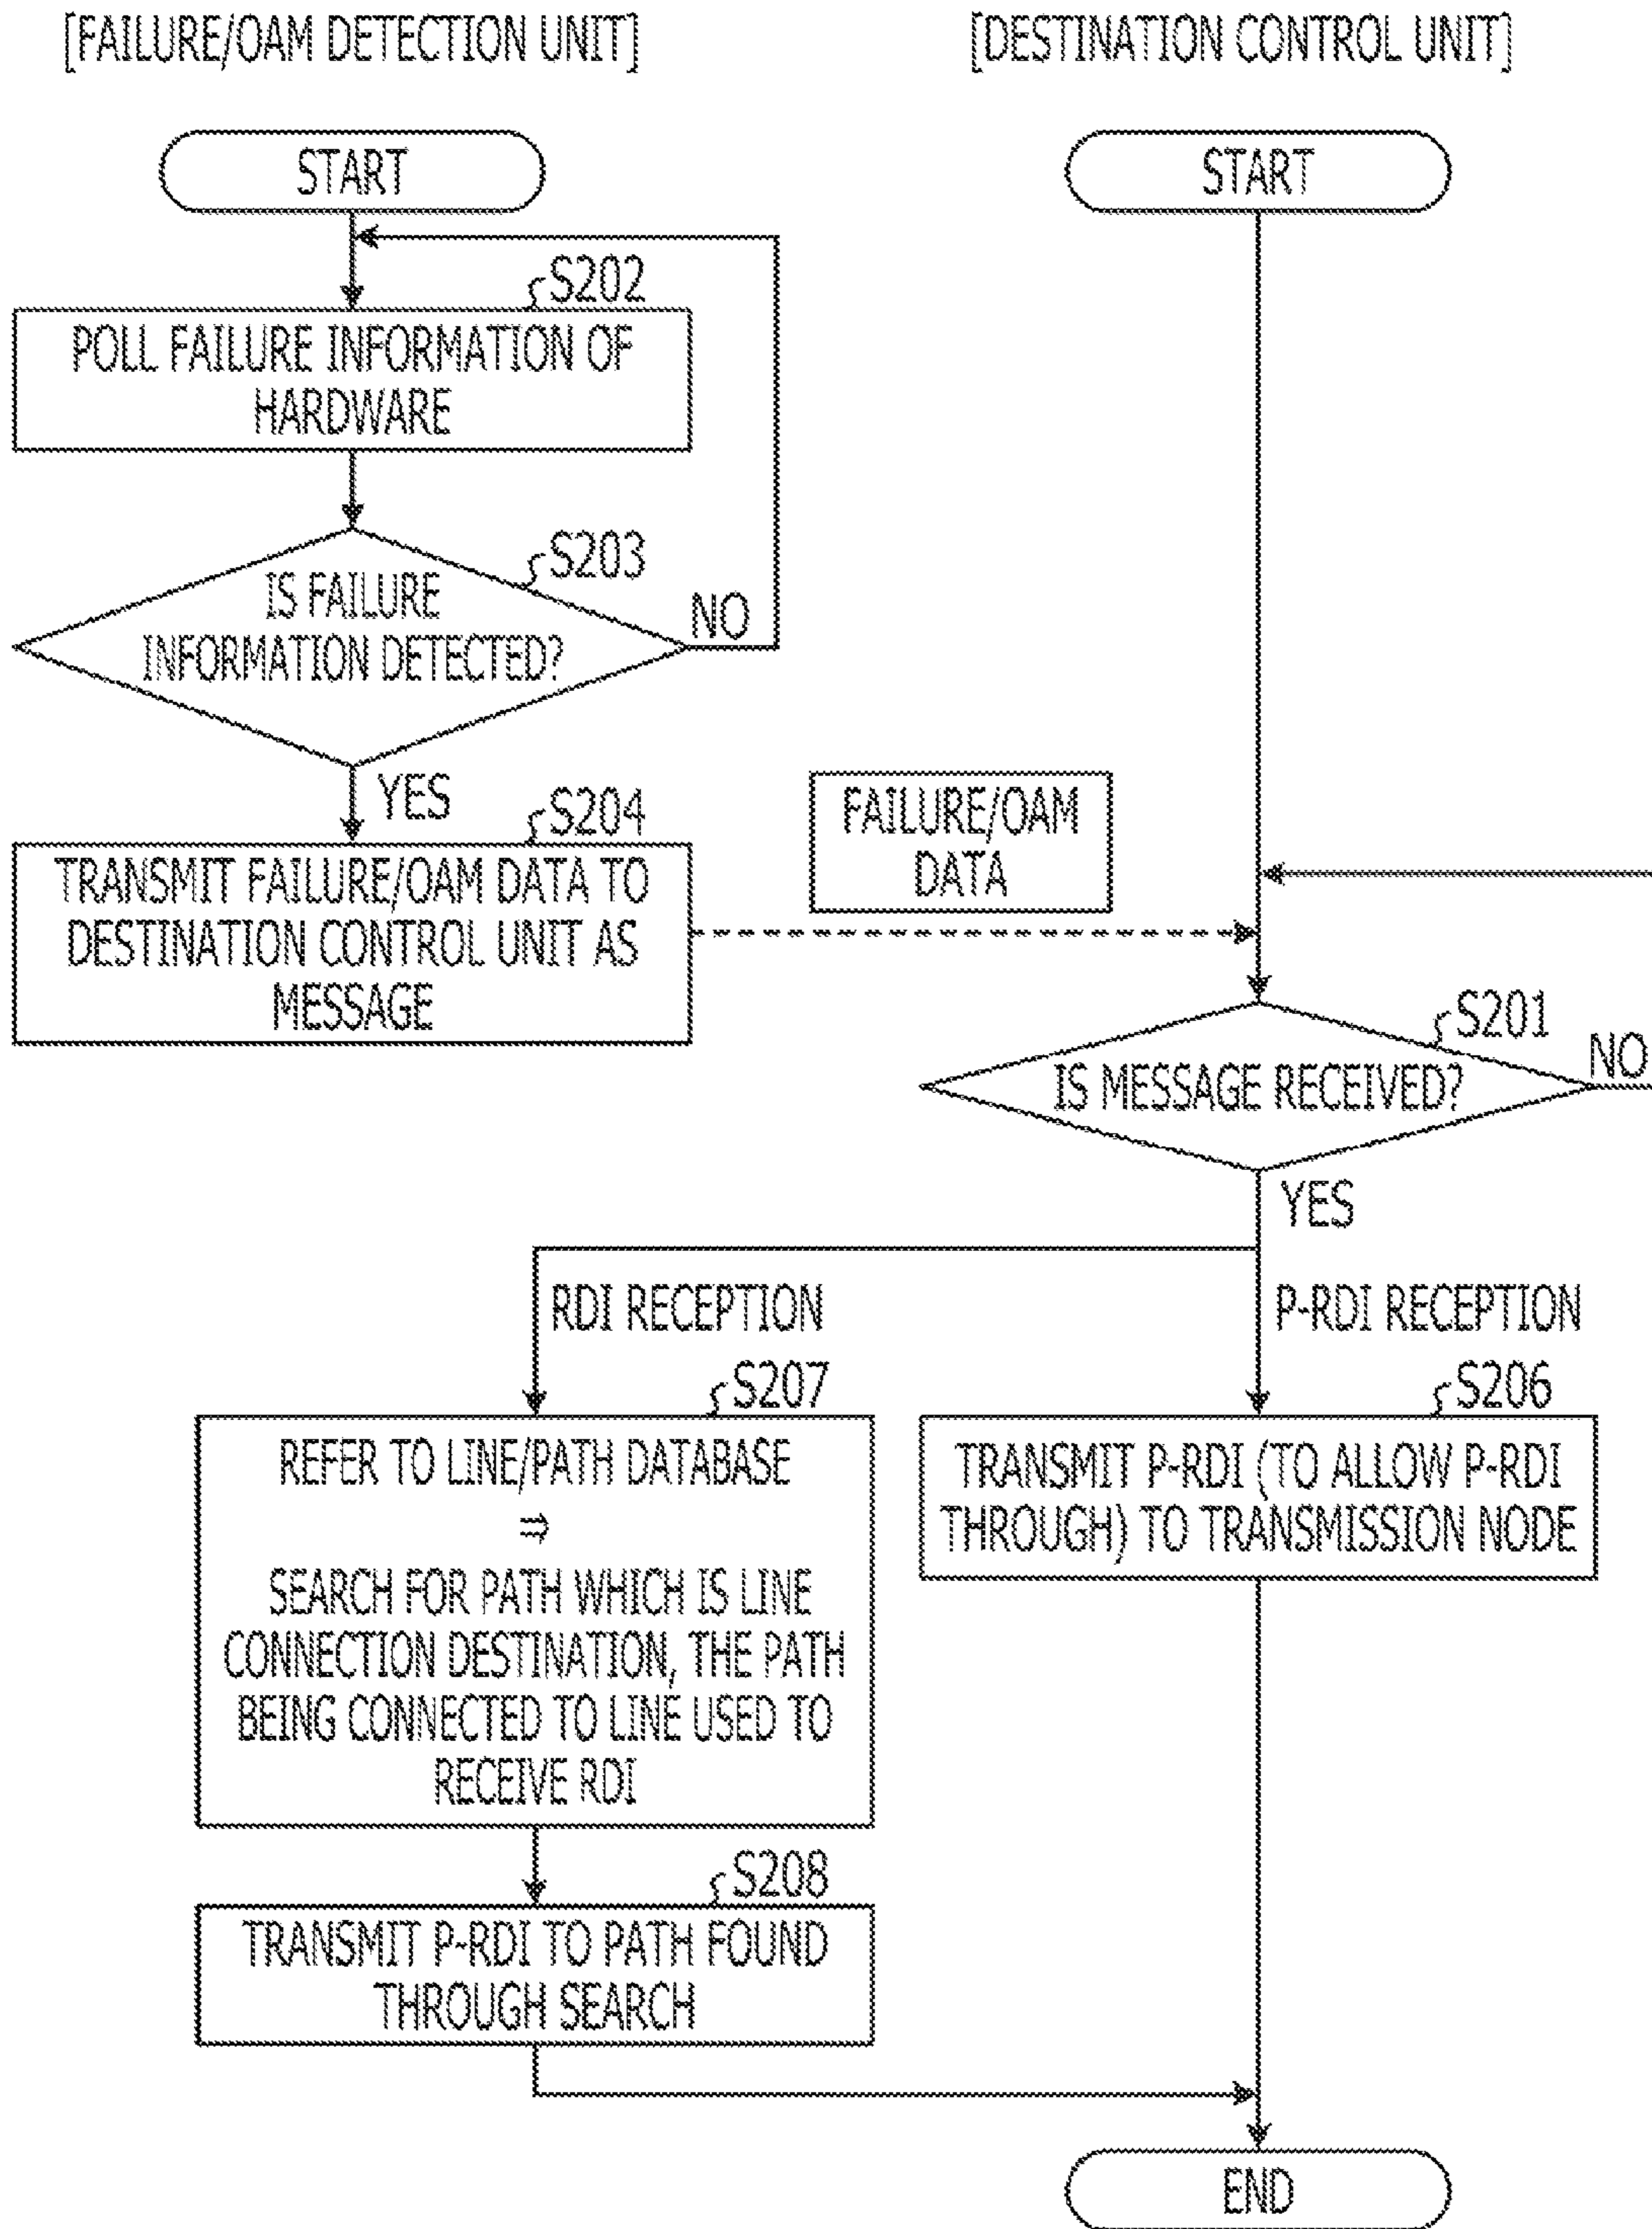 [FAILURE/OAM DETECTION UNIT]
START
S202
POLL FAILURE INFORMATION OF
HARDWARE
S203
IS FAILURE
INFORMATION DETECTED?
NO
YES
S204
TRANSMIT FAILURE/OAM DATA TO
DESTINATION CONTROL UNIT AS
MESSAGE
FAILURE/OAM
DATA
[DESTINATION CONTROL UNIT]
START
S201
IS MESSAGE RECEIVED?
NO
YES
RDI RECEPTION
P-RDI RECEPTION
S207
REFER TO LINE/PATH DATABASE
⇒
SEARCH FOR PATH WHICH IS LINE
CONNECTION DESTINATION, THE PATH
BEING CONNECTED TO LINE USED TO
RECEIVE RDI
S206
TRANSMIT P-RDI (TO ALLOW P-RDI
THROUGH) TO TRANSMISSION NODE
S208
TRANSMIT P-RDI TO PATH FOUND
THROUGH SEARCH
END